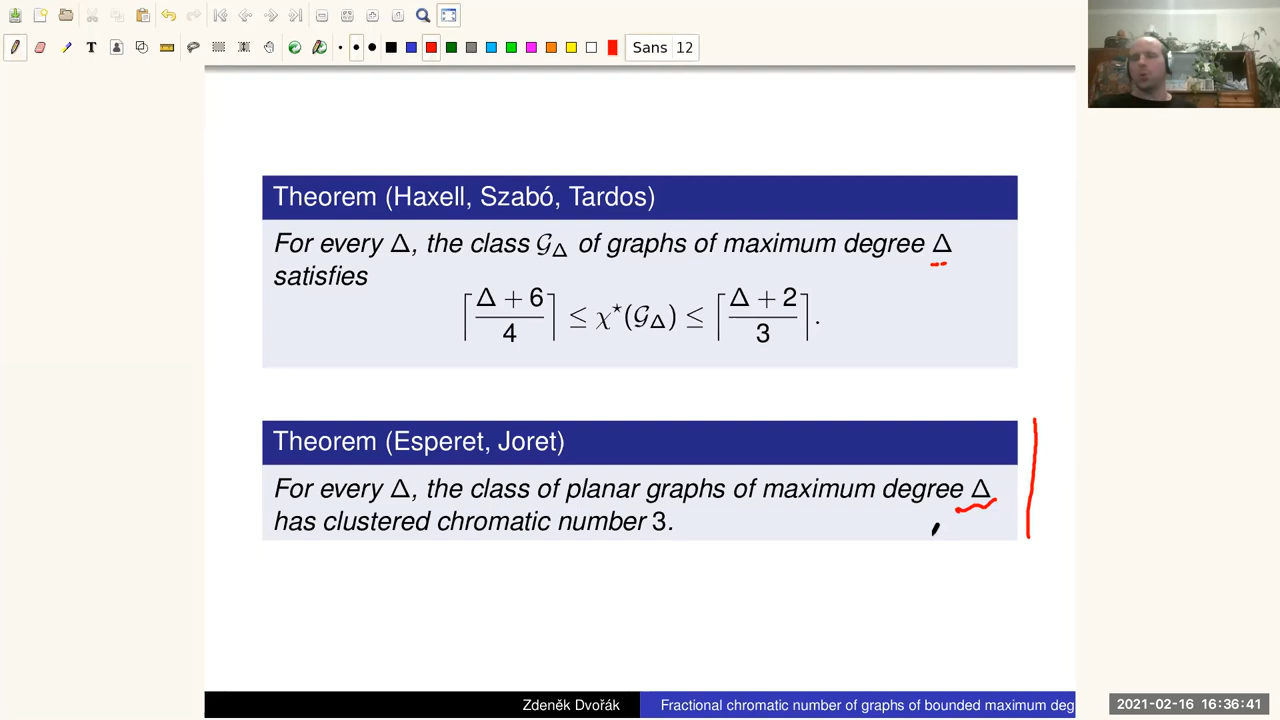 T
Sans 12
Theorem (Haxell, Szabó, Tardos)
For every Δ, the class 𝒢_Δ of graphs of maximum degree Δ
satisfies
⌈(Δ + 6)/4⌉ ≤ χ*(𝒢_Δ) ≤ ⌈(Δ + 2)/3⌉.
Theorem (Esperet, Joret)
For every Δ, the class of planar graphs of maximum degree Δ
has clustered chromatic number 3.
Zdeněk Dvořák
Fractional chromatic number of graphs of bounded maximum deg
2021-02-16 16:36:41